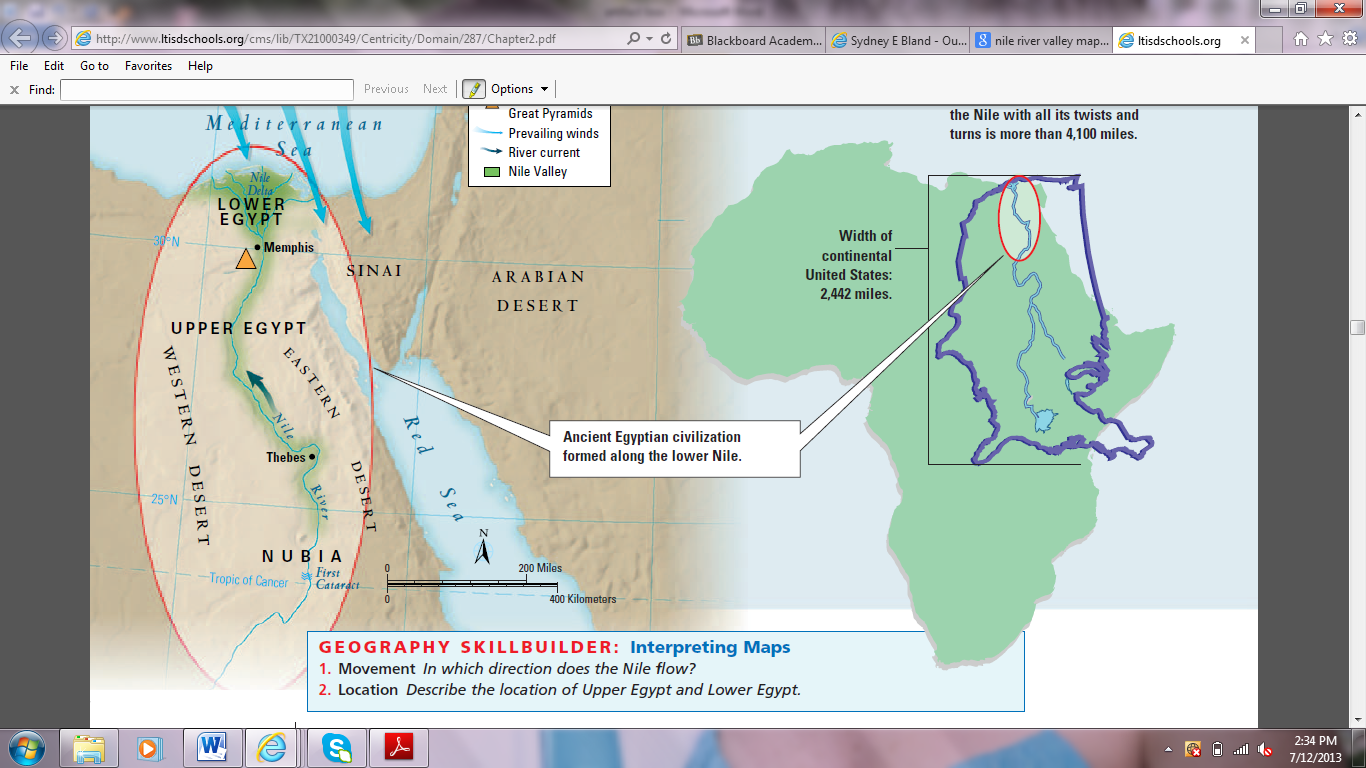 http://www.ltisdschools.org/cms/lib/TX21000349/Centricity/Domain/287/Chapter2.pdf
Bb Blackboard Academ...
Sydney E Bland - Ou...
nile river valley map...
ltisdschools.org
File Edit Go to Favorites Help
x Find: Previous Next Options
Mediterranean
Sea
Nile
Delta
LOWER
EGYPT
30°N
Memphis
SINAI
ARABIAN
DESERT
UPPER EGYPT
WESTERN DESERT
EASTERN
DESERT
Nile
River
Thebes
Red
Sea
25°N
NUBIA
Tropic of Cancer
First
Cataract
N
0 200 Miles
0 400 Kilometers
Great Pyramids
Prevailing winds
River current
Nile Valley
the Nile with all its twists and
turns is more than 4,100 miles.
Width of
continental
United States:
2,442 miles.
Ancient Egyptian civilization
formed along the lower Nile.
GEOGRAPHY SKILLBUILDER: Interpreting Maps
1. Movement In which direction does the Nile flow?
2. Location Describe the location of Upper Egypt and Lower Egypt.
2:34 PM
7/12/2013